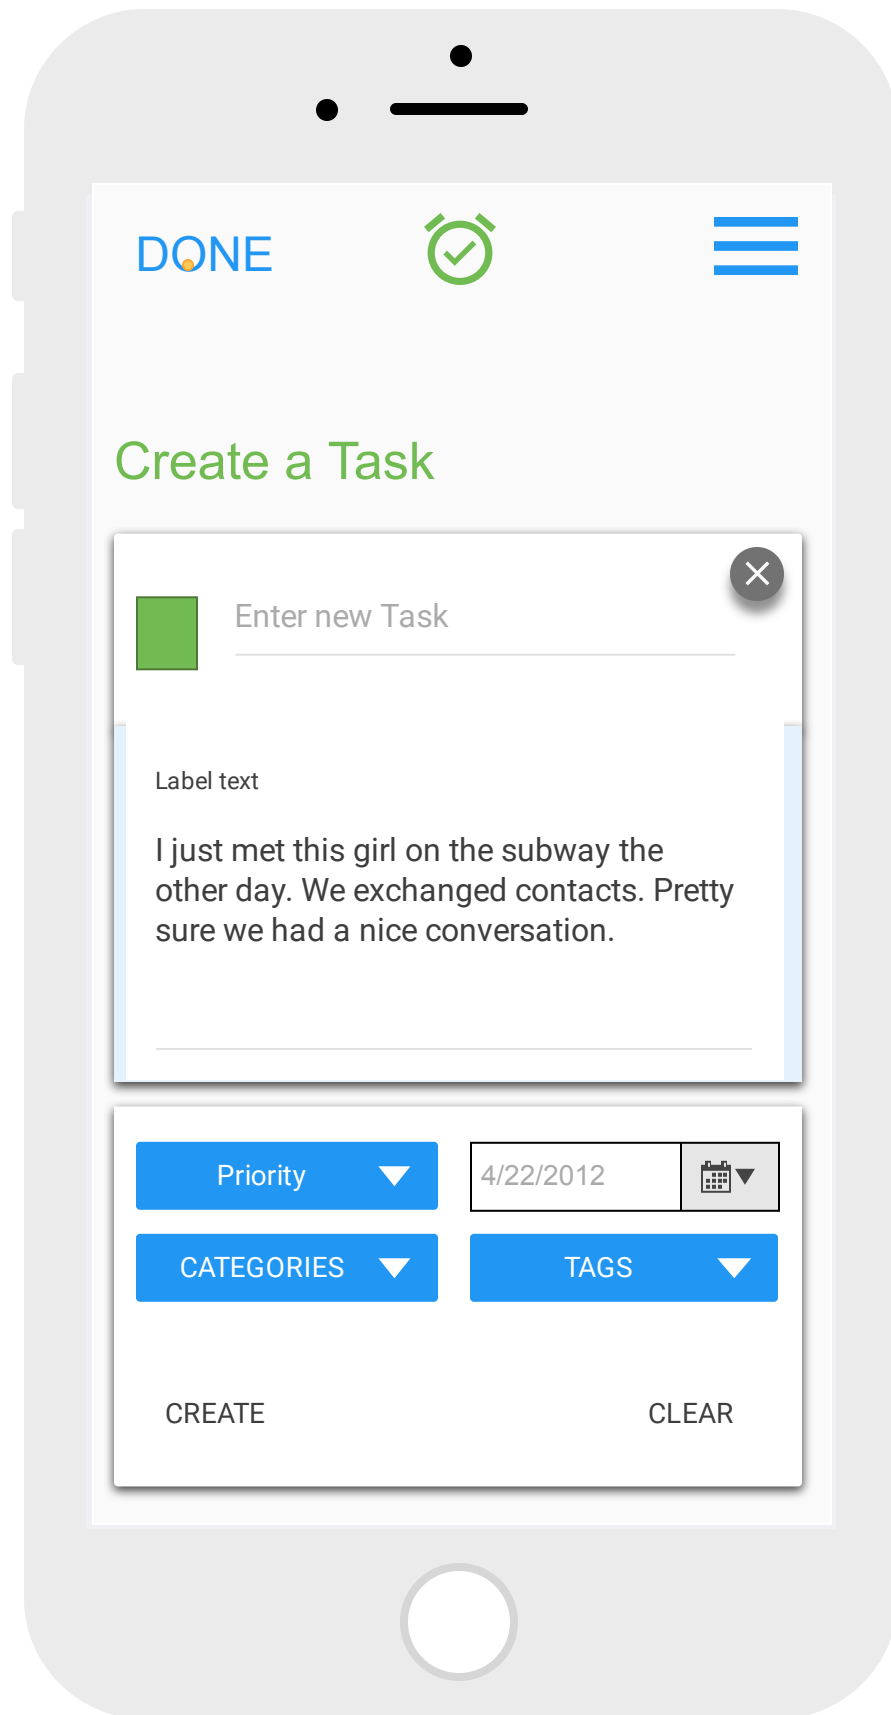 DONE
Create a Task
Enter new Task
Label text
I just met this girl on the subway the
other day. We exchanged contacts. Pretty
sure we had a nice conversation.
Priority
4/22/2012
CATEGORIES
TAGS
CREATE
CLEAR